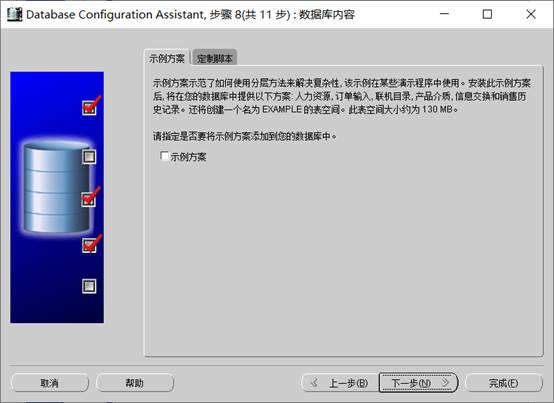 Database Configuration Assistant, 步骤 8(共 11 步) : 数据库内容
示例方案 定制脚本
示例方案示范了如何使用分层方法来解决复杂性, 该示例在某些演示程序中使用。安装此示例方案
后, 将在您的数据库中提供以下方案: 人力资源, 订单输入, 联机目录, 产品介质, 信息交换和销售历
史记录。还将创建一个名为 EXAMPLE 的表空间。此表空间大小约为 130 MB。
请指定是否要将示例方案添加到您的数据库中。
示例方案
取消 帮助 上一步(B) 下一步(N) 完成(F)